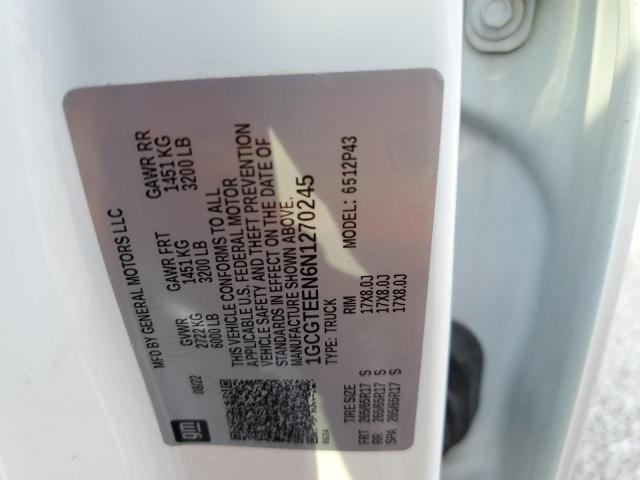 gm
MFD BY GENERAL MOTORS LLC
08/22
GVWR
2722 KG
6000 LB
GAWR FRT
1451 KG
3200 LB
GAWR RR
1451 KG
3200 LB
THIS VEHICLE CONFORMS TO ALL
APPLICABLE U.S. FEDERAL MOTOR
VEHICLE SAFETY AND THEFT PREVENTION
STANDARDS IN EFFECT ON THE DATE OF
MANUFACTURE SHOWN ABOVE.
1GCGTEEN6N1270245
TYPE: TRUCK
MODEL: 6512P43
TIRE SIZE RIM
FRT 265/65R17 S 17X8.0J
RR 265/65R17 S 17X8.0J
SPA 265/65R17 S 17X8.0J